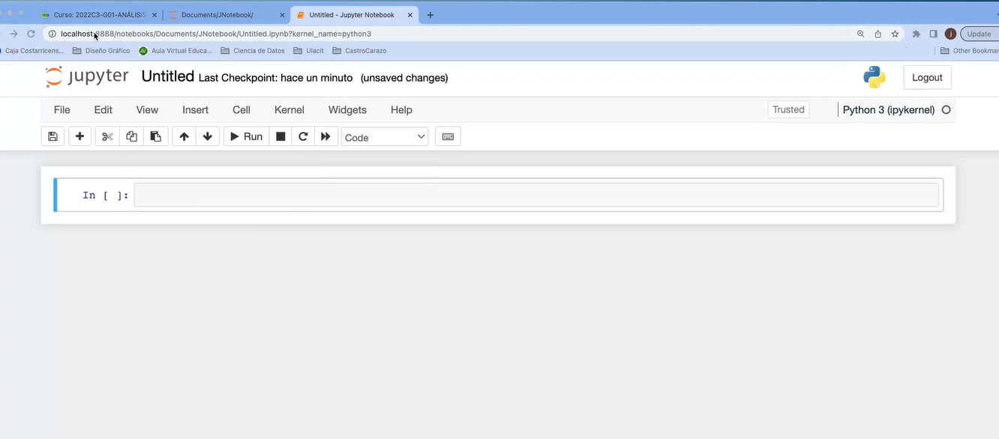 Curso: 2022C3-G01-ANÁLISIS
Documents/JNotebook/
Untitled - Jupyter Notebook
localhost:8888/notebooks/Documents/JNotebook/Untitled.ipynb?kernel_name=python3
j
Update
Caja Costarricens... Diseño Gráfico Aula Virtual Educa... Ciencia de Datos Ulacit CastroCarazo Other Bookmar
jupyter Untitled Last Checkpoint: hace un minuto (unsaved changes) Logout
File Edit View Insert Cell Kernel Widgets Help Trusted Python 3 (ipykernel)
Run Code
In [ ]: